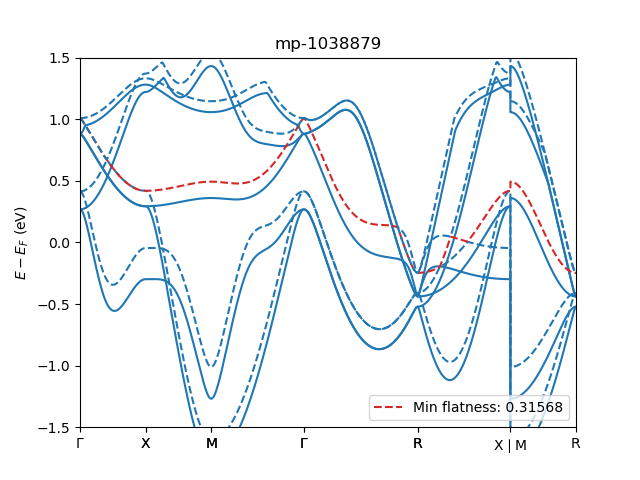 mp-1038879
E − E_F (eV)
1.5
1.0
0.5
0.0
−0.5
−1.0
−1.5
Min flatness: 0.31568
Γ X M Γ R X | M R